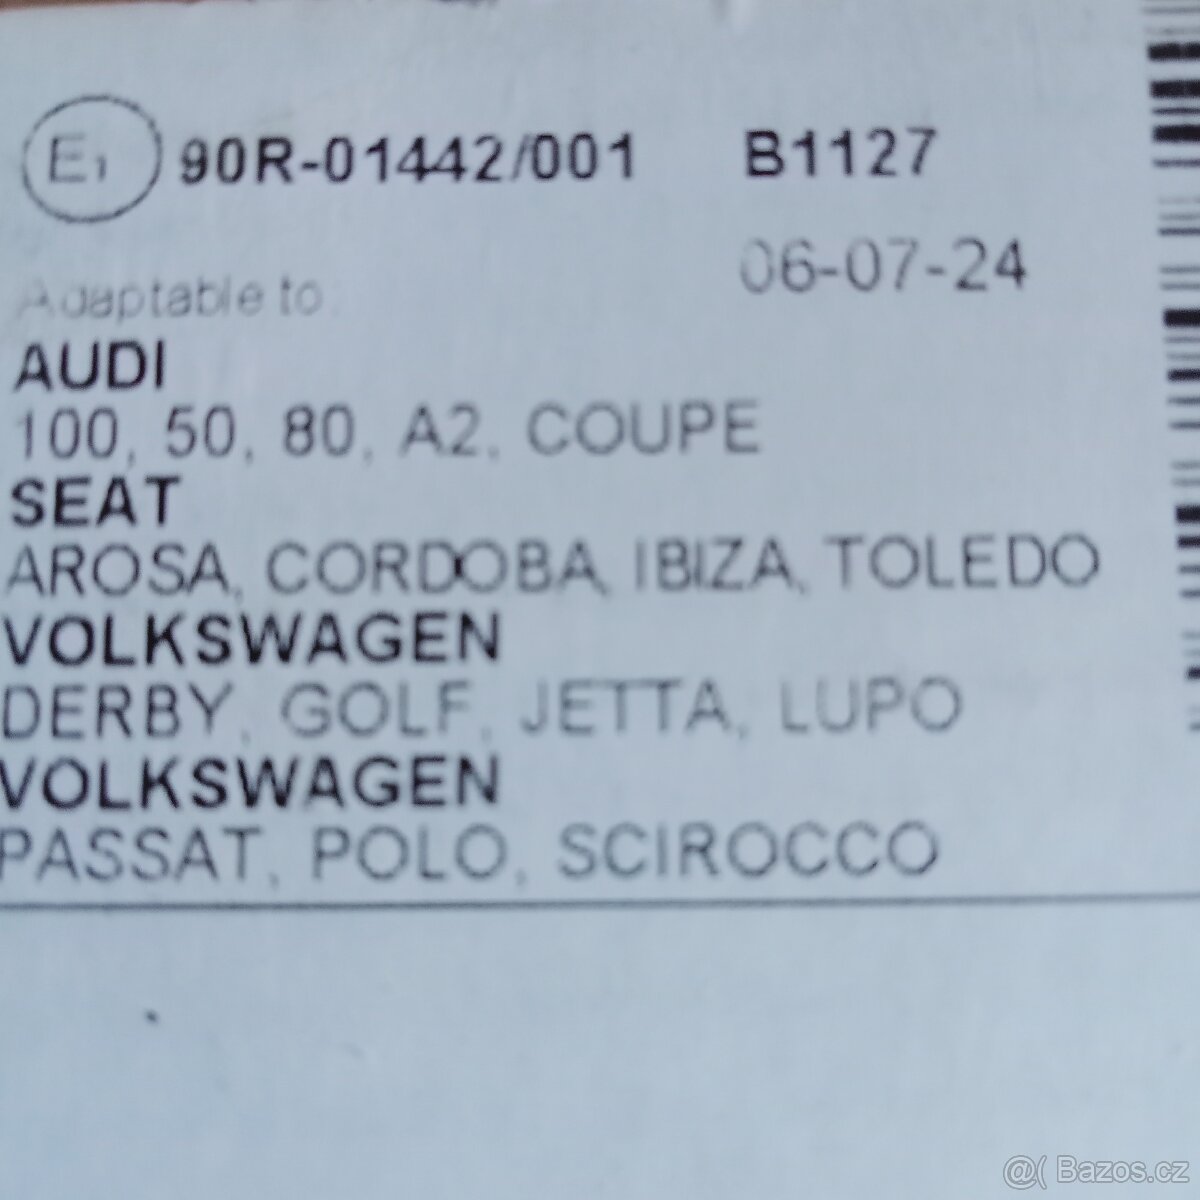 E1 90R-01442/001 B1127
06-07-24
Adaptable to:
AUDI
100, 50, 80, A2, COUPE
SEAT
AROSA, CORDOBA, IBIZA, TOLEDO
VOLKSWAGEN
DERBY, GOLF, JETTA, LUPO
VOLKSWAGEN
PASSAT, POLO, SCIROCCO
@( Bazos.cz